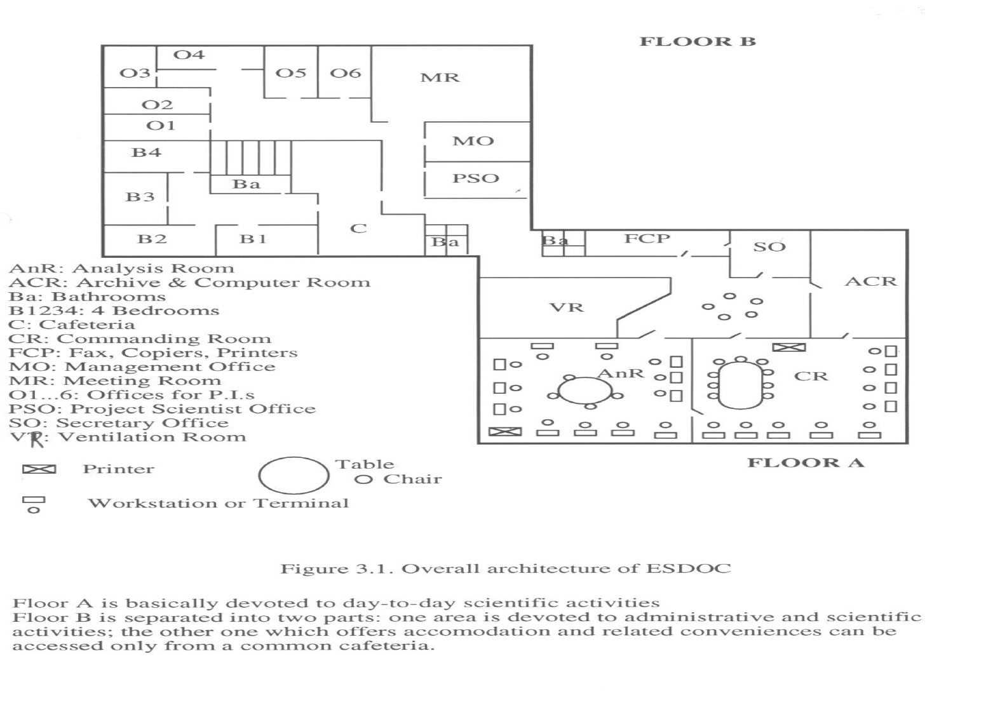 FLOOR B
O4
O3
O5
O6
MR
O2
O1
MO
B4
PSO
Ba
B3
C
B2
B1
Ba
Ba
FCP
SO
ACR
VR
AnR
CR
AnR: Analysis Room
ACR: Archive & Computer Room
Ba: Bathrooms
B1234: 4 Bedrooms
C: Cafeteria
CR: Commanding Room
FCP: Fax, Copiers, Printers
MO: Management Office
MR: Meeting Room
O1...6: Offices for P.I.s
PSO: Project Scientist Office
SO: Secretary Office
VR: Ventilation Room
Printer
Table
Chair
Workstation or Terminal
FLOOR A
Figure 3.1. Overall architecture of ESDOC
Floor A is basically devoted to day-to-day scientific activities
Floor B is separated into two parts: one area is devoted to administrative and scientific
activities; the other one which offers accomodation and related conveniences can be
accessed only from a common cafeteria.